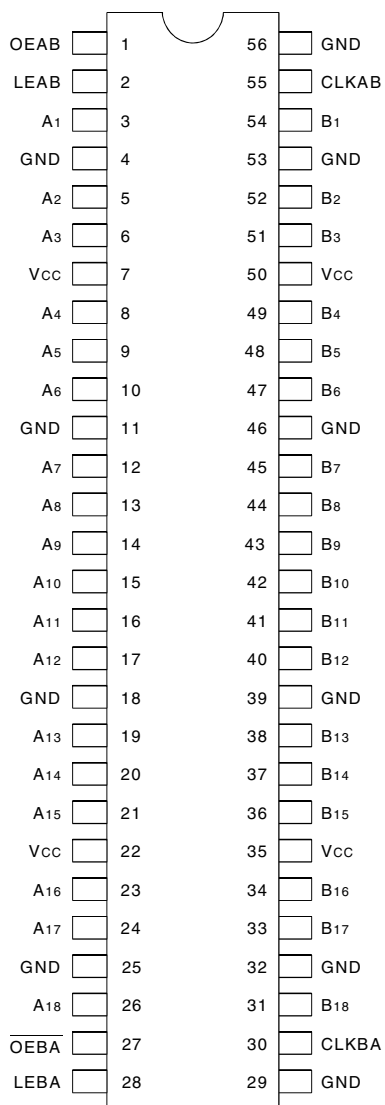 OEAB 1 56 GND
LEAB 2 55 CLKAB
A1 3 54 B1
GND 4 53 GND
A2 5 52 B2
A3 6 51 B3
VCC 7 50 VCC
A4 8 49 B4
A5 9 48 B5
A6 10 47 B6
GND 11 46 GND
A7 12 45 B7
A8 13 44 B8
A9 14 43 B9
A10 15 42 B10
A11 16 41 B11
A12 17 40 B12
GND 18 39 GND
A13 19 38 B13
A14 20 37 B14
A15 21 36 B15
VCC 22 35 VCC
A16 23 34 B16
A17 24 33 B17
GND 25 32 GND
A18 26 31 B18
OEBA 27 30 CLKBA
LEBA 28 29 GND